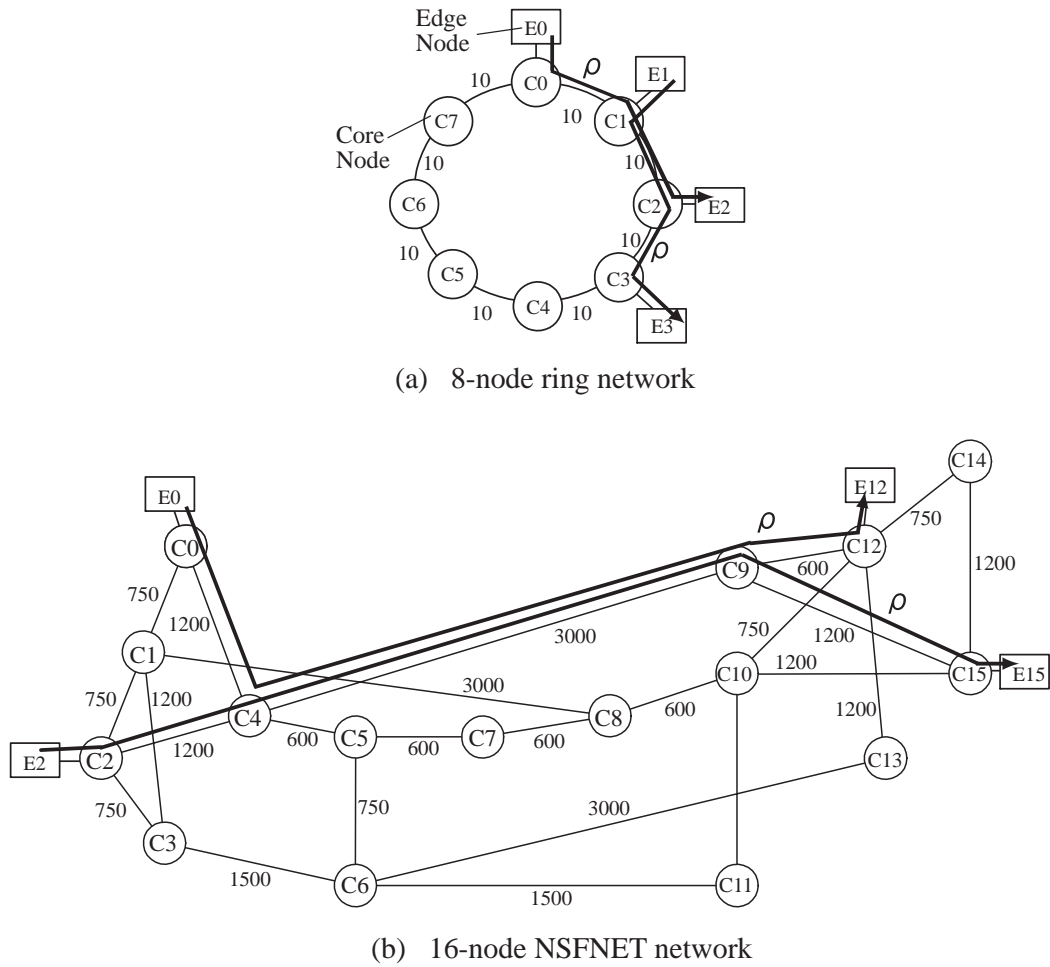 Edge
Node
E0
ρ
E1
10
C0
10
C7
C1
Core
Node
10
10
C6
C2
E2
10
10
ρ
C5
C3
10
C4
10
E3
(a) 8-node ring network
C14
E0
E12
ρ
750
C0
C12
C9
600
1200
750
1200
3000
ρ
750
1200
C1
3000
C10
1200
C15
E15
750
1200
C4
C8
600
1200
600
C5
600
C7
600
E2
C2
1200
C13
750
750
3000
C3
1500
C6
1500
C11
(b) 16-node NSFNET network